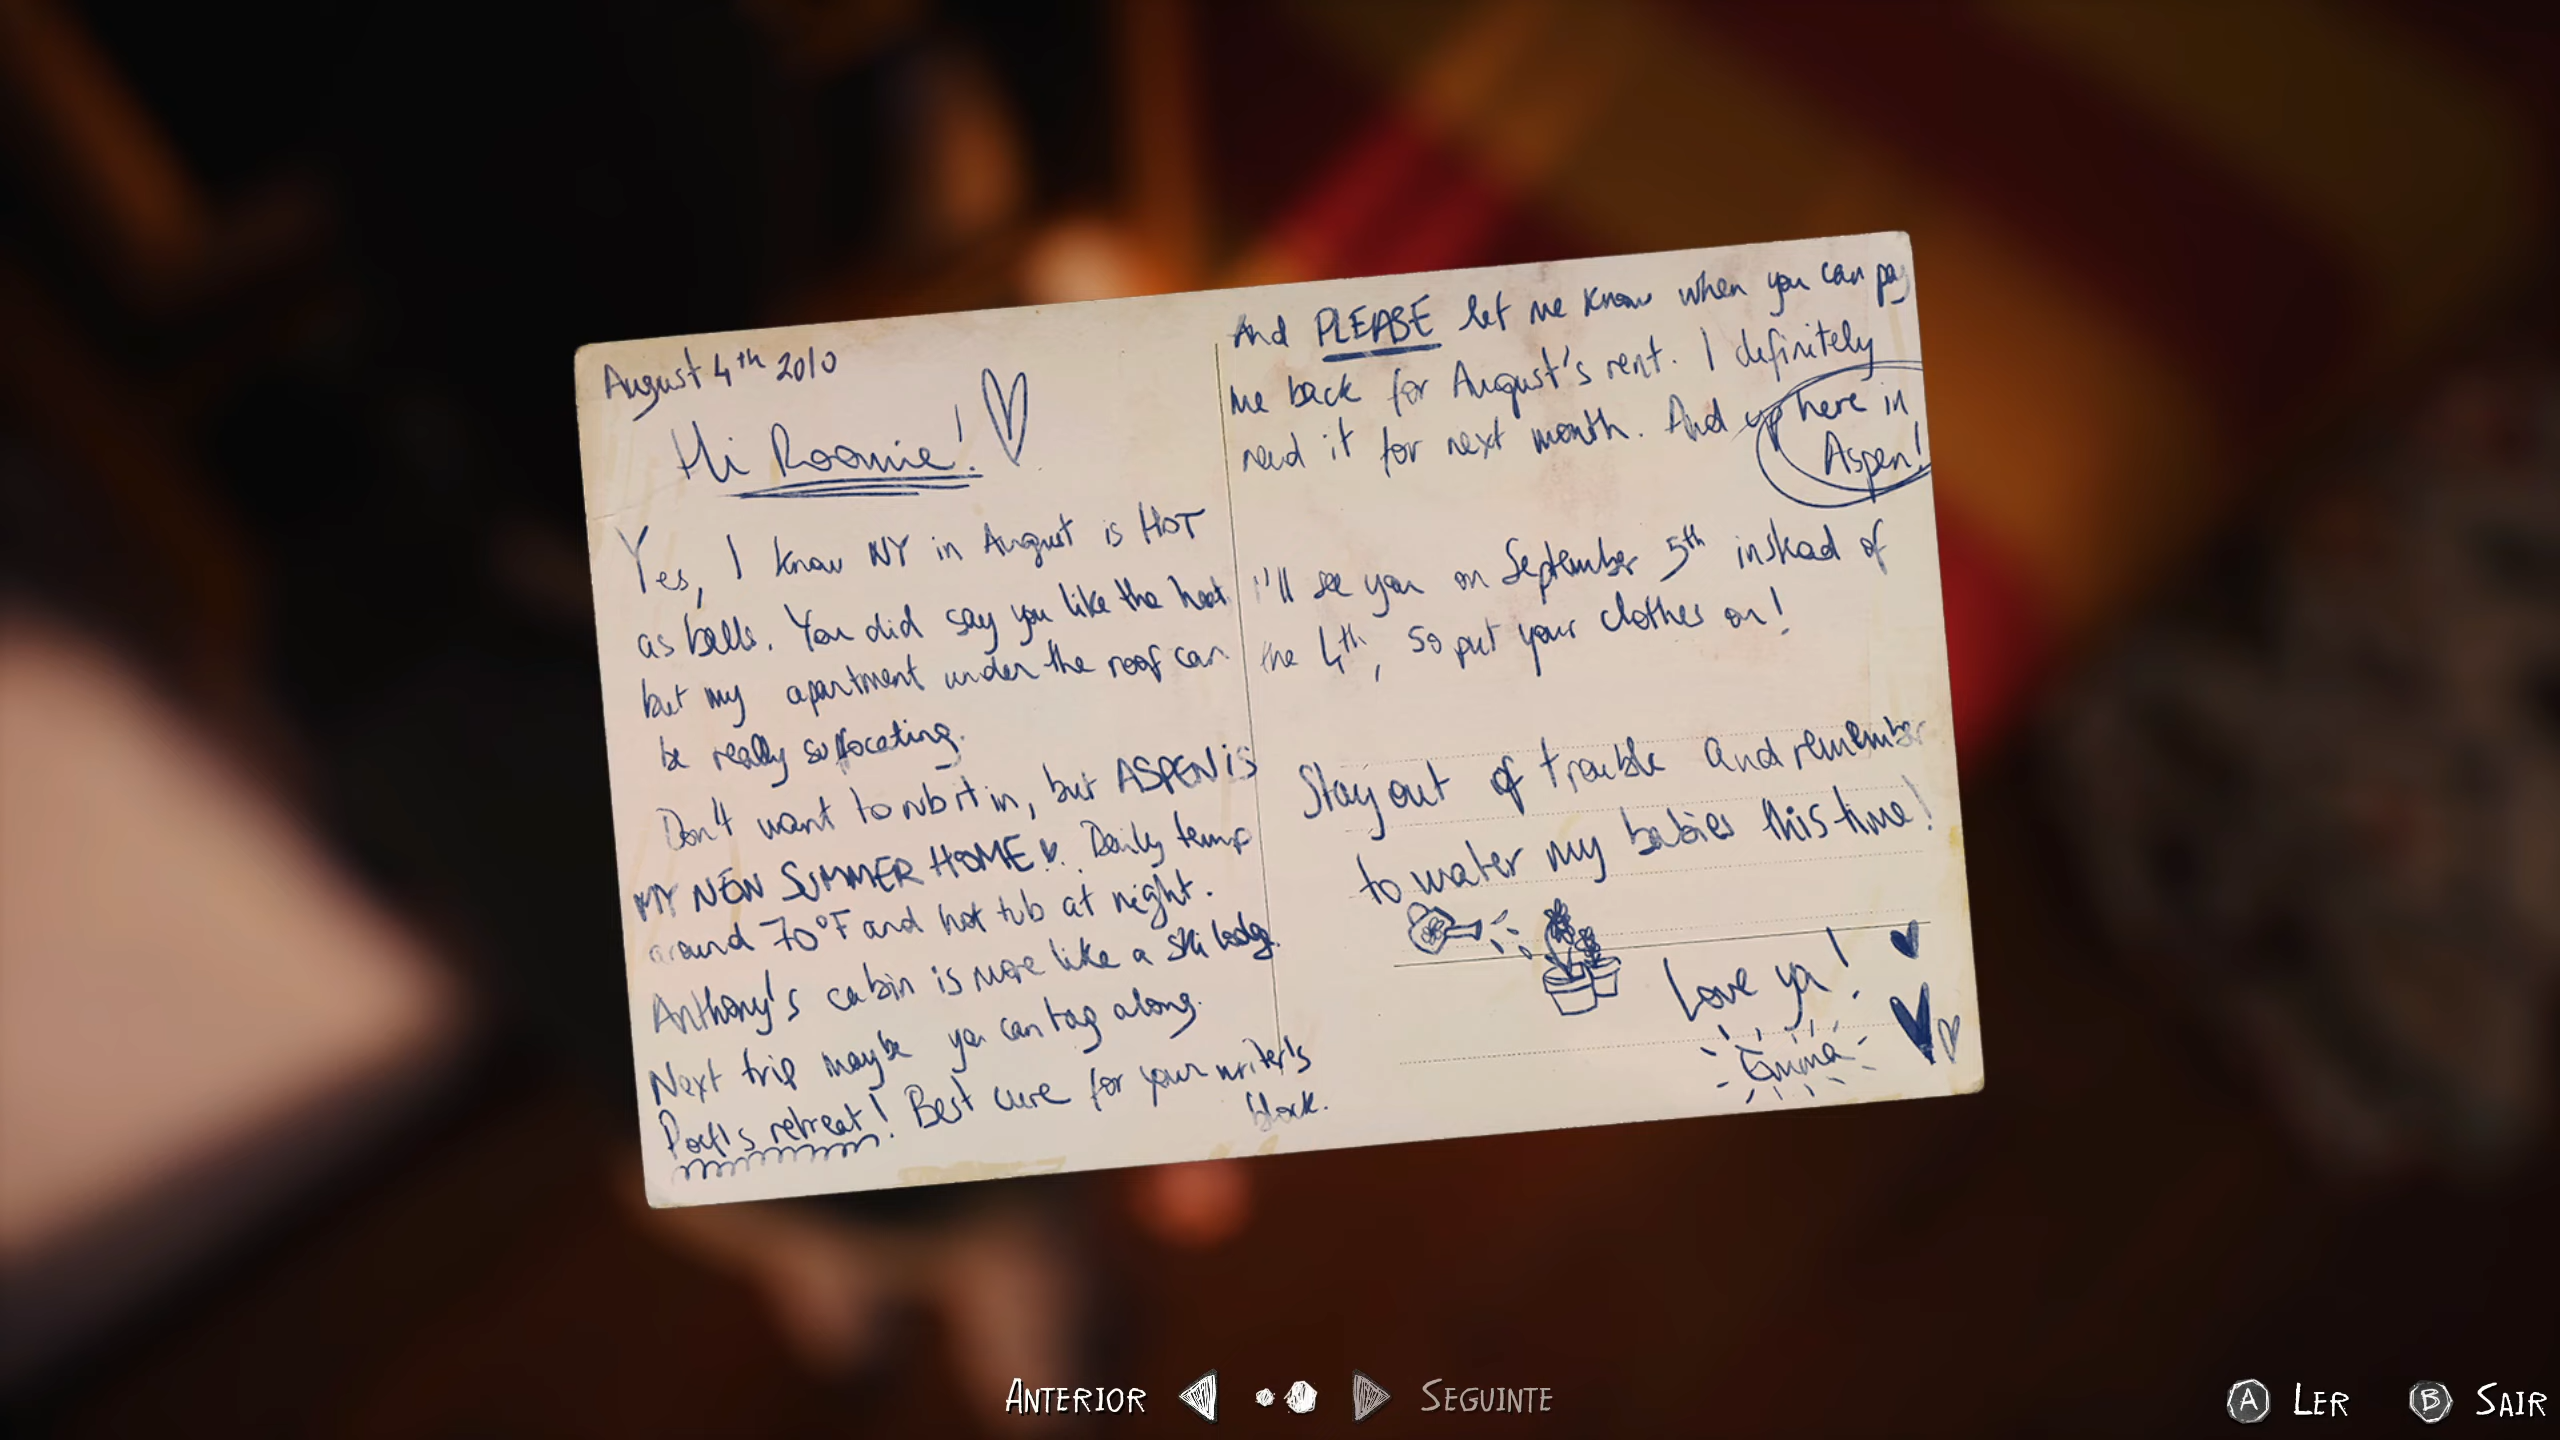 August 4th 2010
Hi Roomie!
Yes, I know NY in August is HOT
as balls. You did say you like the heat
but my apartment under the roof can
be really suffocating.
Don't want to rub it in, but ASPEN is
MY NEW SUMMER HOME. Daily temp
around 70°F and hot tub at night.
Anthony's cabin is more like a ski lodge.
Next trip maybe you can tag along.
Poet's retreat! Best cure for your writer's
block.
And PLEASE let me know when you can pay
me back for August's rent. I definitely
need it for next month. And up here in
Aspen!
I'll see you on September 5th instead of
the 4th, so put your clothes on!
Stay out of trouble and remember
to water my babies this time!
Love ya!
Emma
ANTERIOR
SEGUINTE
A LER
B SAIR